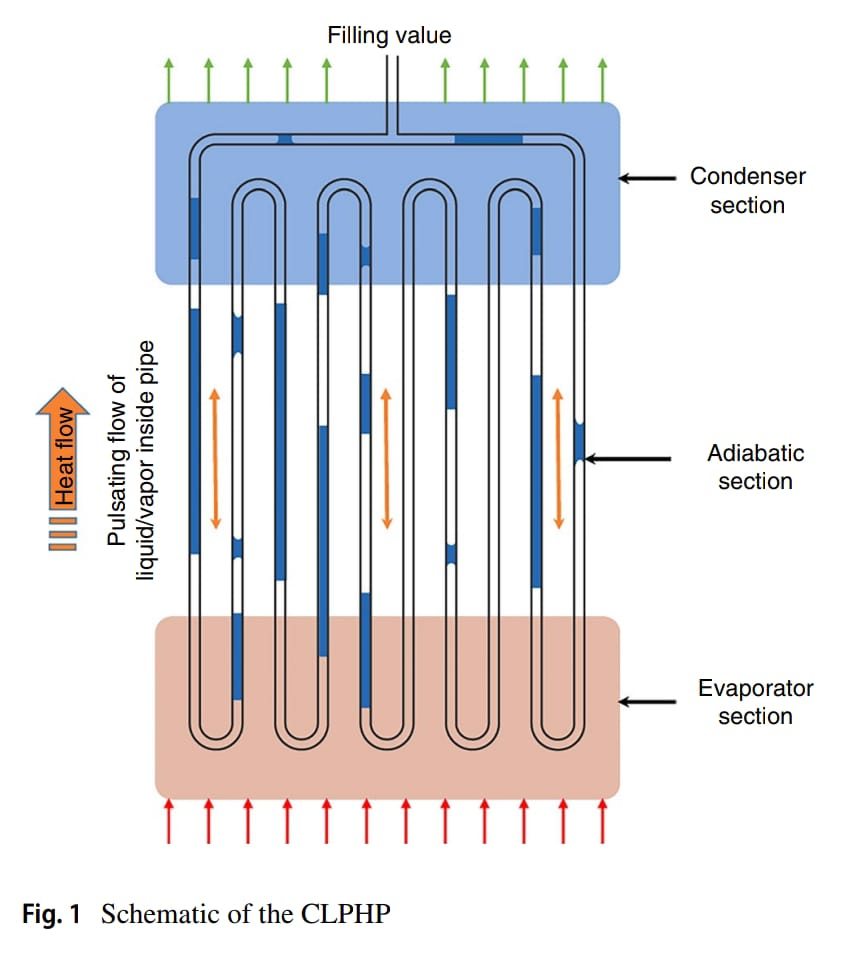 Filling value
Condenser
section
Heat flow
Pulsating flow of
liquid/vapor inside pipe
Adiabatic
section
Evaporator
section
Fig. 1 Schematic of the CLPHP